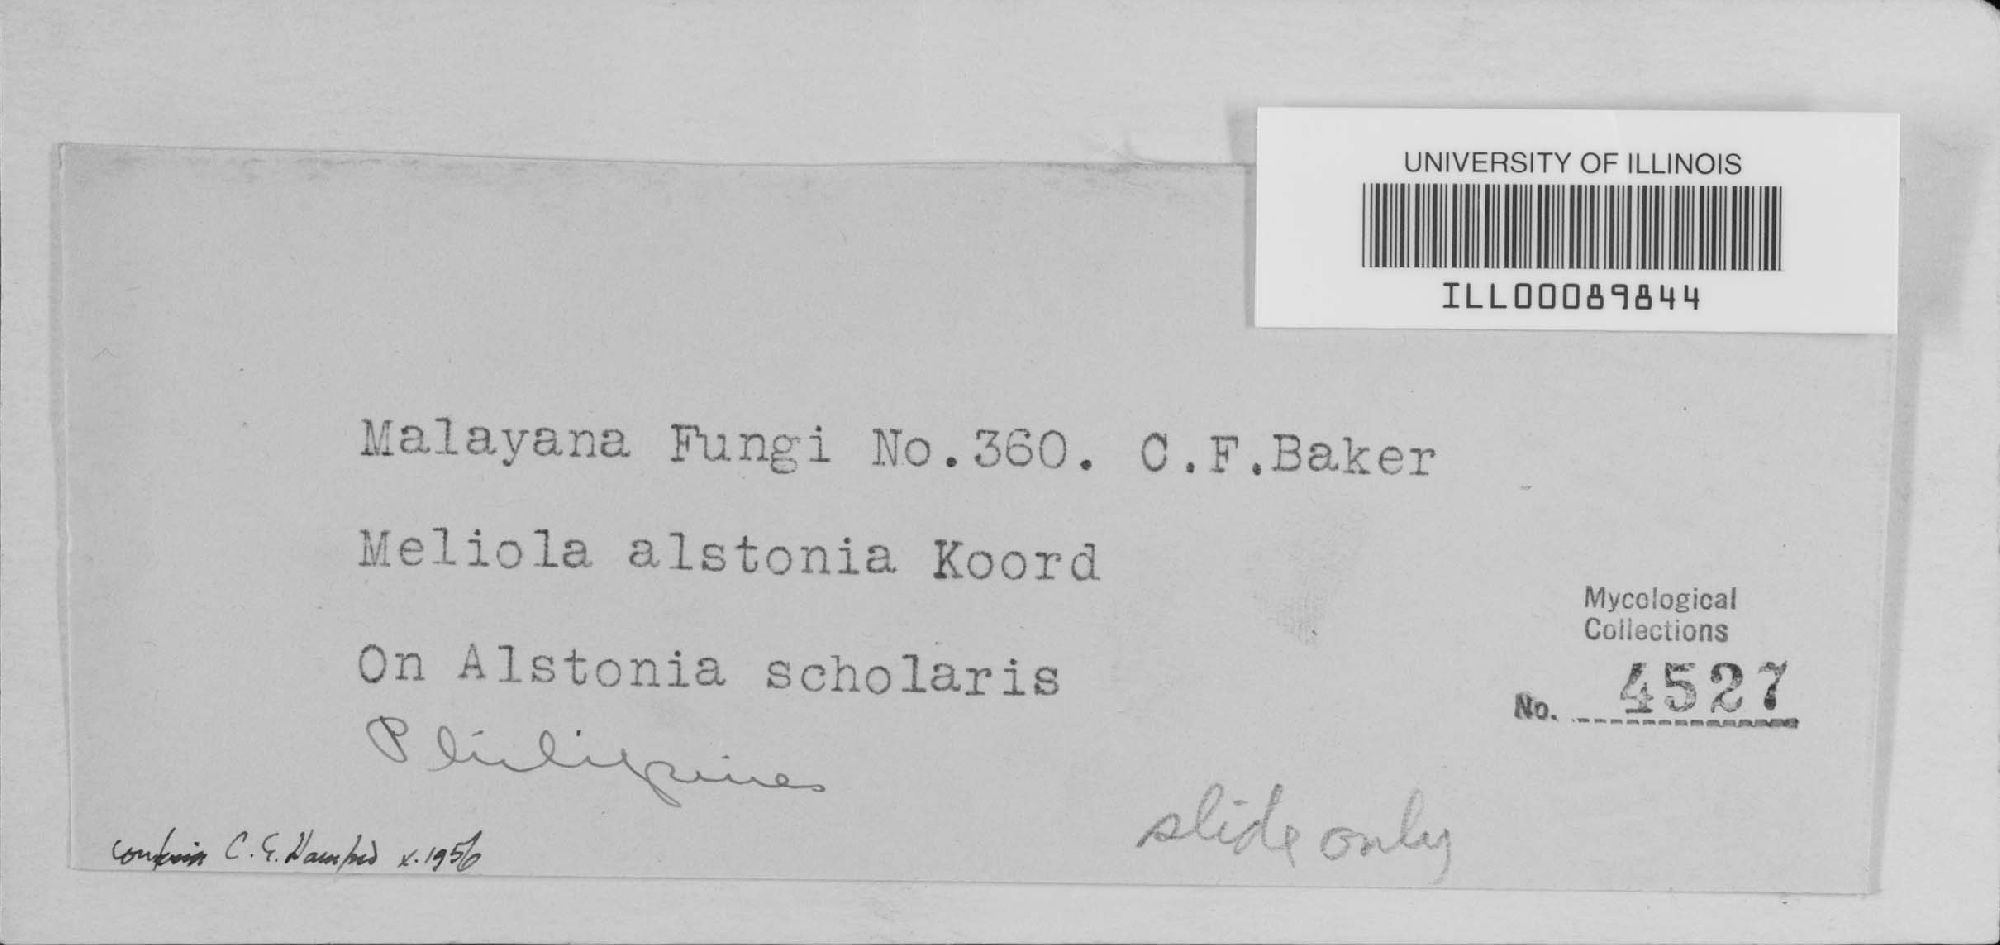 UNIVERSITY OF ILLINOIS
ILL00089844
Malayana Fungi No.360. C.F.Baker
Meliola alstonia Koord
On Alstonia scholaris
Philippines
Mycological
Collections
No. 4527
slide only
C. E. x.1956